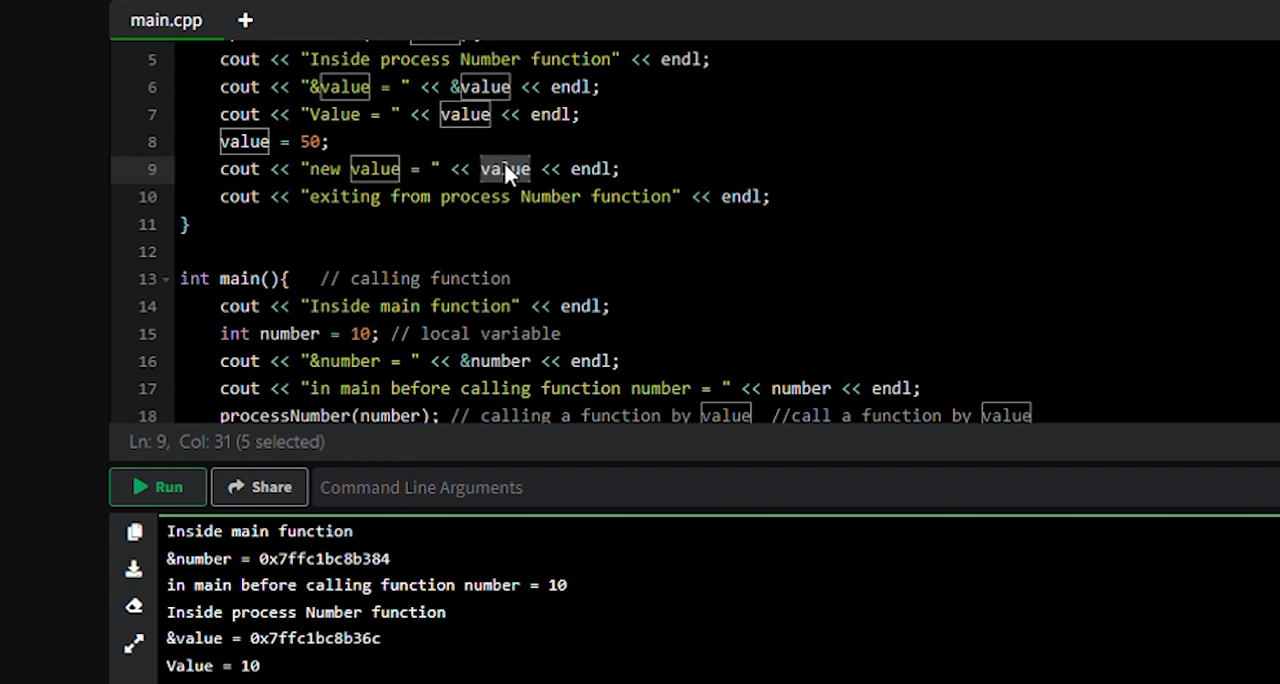 main.cpp +
5 cout << "Inside process Number function" << endl;
6 cout << "&value = " << &value << endl;
7 cout << "Value = " << value << endl;
8 value = 50;
9 cout << "new value = " << value << endl;
10 cout << "exiting from process Number function" << endl;
11 }
12
13 int main(){ // calling function
14 cout << "Inside main function" << endl;
15 int number = 10; // local variable
16 cout << "&number = " << &number << endl;
17 cout << "in main before calling function number = " << number << endl;
18 processNumber(number); // calling a function by value //call a function by value
Ln: 9, Col: 31 (5 selected)
Run Share Command Line Arguments
Inside main function
&number = 0x7ffc1bc8b384
in main before calling function number = 10
Inside process Number function
&value = 0x7ffc1bc8b36c
Value = 10